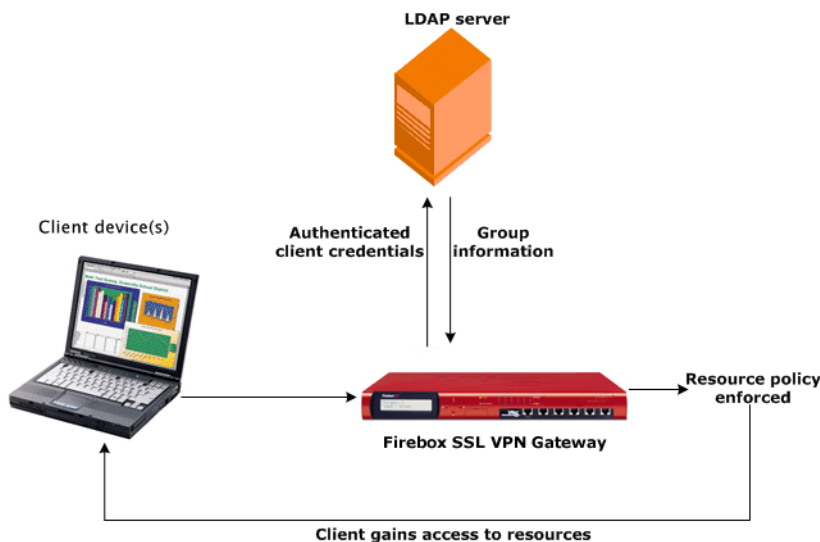 LDAP server
Authenticated
client credentials
Group
information
Client device(s)
Resource policy
enforced
Firebox SSL VPN Gateway
Client gains access to resources